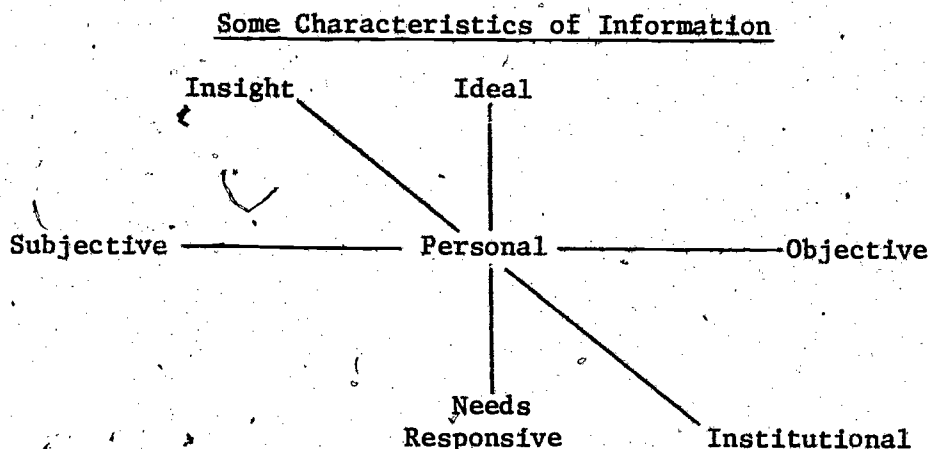 Some Characteristics of Information
Insight
Ideal
Subjective
Personal
Objective
Needs
Responsive
Institutional